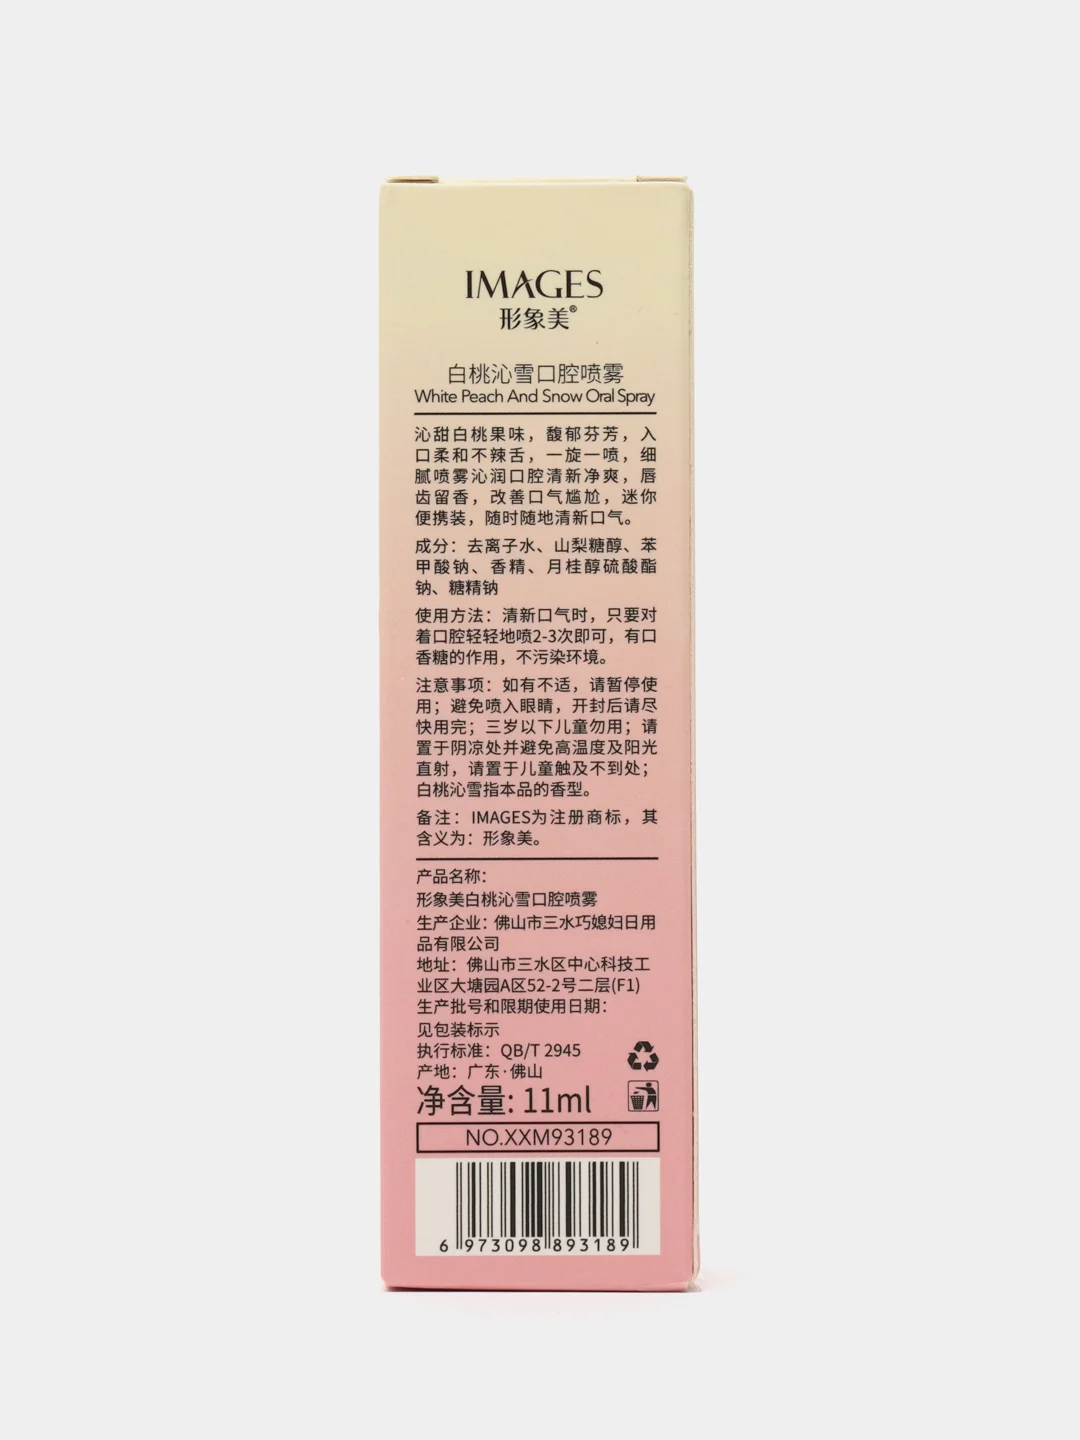 IMAGES
形象美®
白桃沁雪口腔喷雾
White Peach And Snow Oral Spray
沁甜白桃果味，馥郁芬芳，入
口柔和不辣舌，一旋一喷，细
腻喷雾沁润口腔清新净爽，唇
齿留香，改善口气尴尬，迷你
便携装，随时随地清新口气。
成分：去离子水、山梨糖醇、苯
甲酸钠、香精、月桂醇硫酸酯
钠、糖精钠
使用方法：清新口气时，只要对
着口腔轻轻地喷2-3次即可，有口
香糖的作用，不污染环境。
注意事项：如有不适，请暂停使
用；避免喷入眼睛，开封后请尽
快用完；三岁以下儿童勿用；请
置于阴凉处并避免高温度及阳光
直射，请置于儿童触及不到处；
白桃沁雪指本品的香型。
备注：IMAGES为注册商标，其
含义为：形象美。
产品名称：
形象美白桃沁雪口腔喷雾
生产企业：佛山市三水巧媳妇日用
品有限公司
地址：佛山市三水区中心科技工
业区大塘园A区52-2号二层(F1)
生产批号和限期使用日期：
见包装标示
执行标准：QB/T 2945
产地：广东·佛山
净含量: 11ml
NO.XXM93189
6 973098 893189